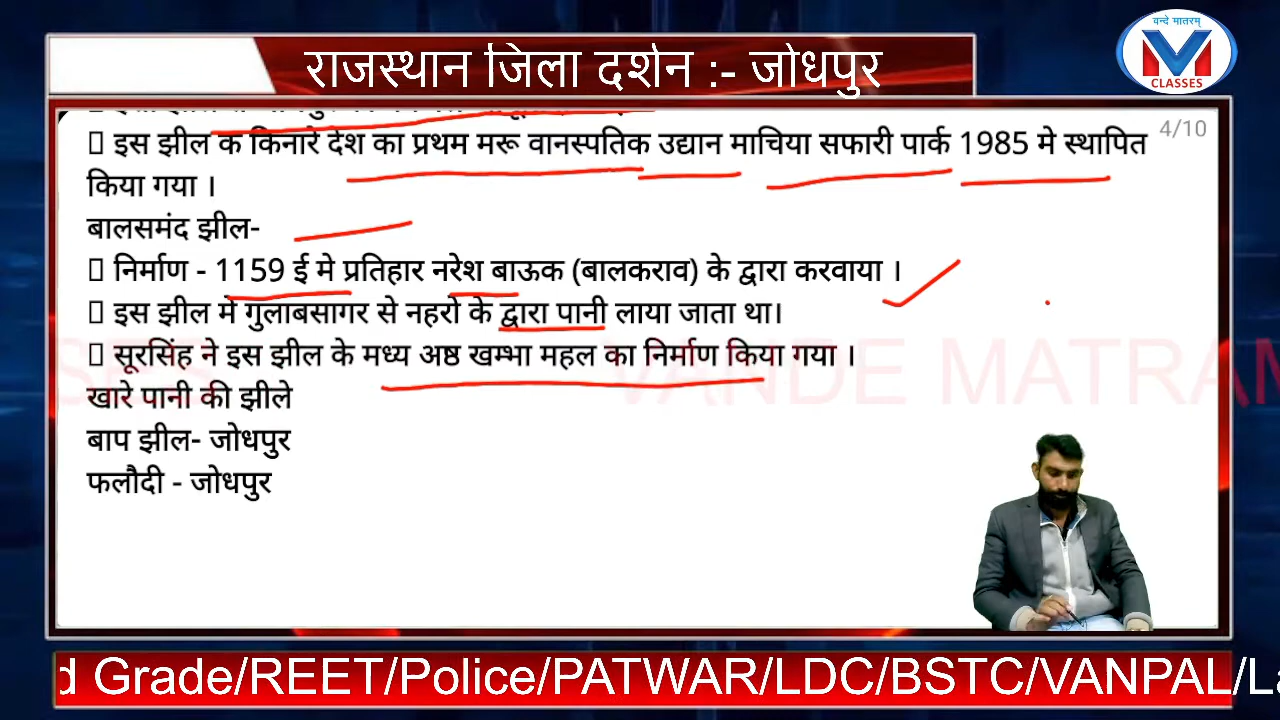 वन्दे मातरम्
CLASSES
राजस्थान जिला दर्शन :- जोधपुर
4/10
इस झील के किनारे देश का प्रथम मरू वानस्पतिक उद्यान माचिया सफारी पार्क 1985 मे स्थापित
किया गया ।
बालसमंद झील-
निर्माण - 1159 ई मे प्रतिहार नरेश बाऊक (बालकराव) के द्वारा करवाया ।
इस झील में गुलाबसागर से नहरों के द्वारा पानी लाया जाता था।
सूरसिंह ने इस झील के मध्य अष्ठ खम्भा महल का निर्माण किया गया ।
VANDE MATRAM
खारे पानी की झीले
बाप झील- जोधपुर
फलौदी - जोधपुर
d Grade/REET/Police/PATWAR/LDC/BSTC/VANPAL/La